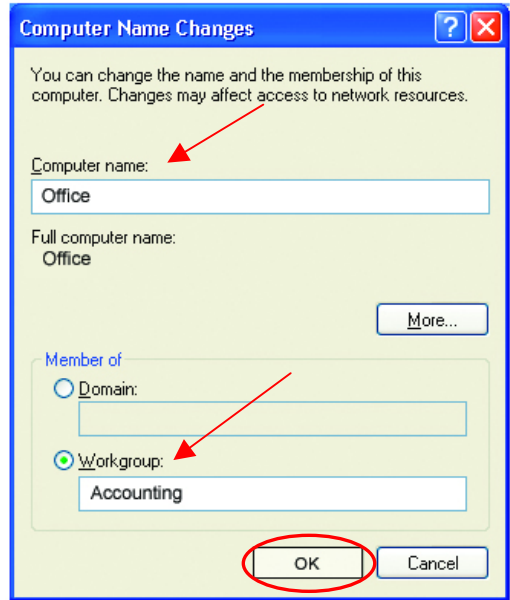 Computer Name Changes
You can change the name and the membership of this
computer. Changes may affect access to network resources.
Computer name:
Office
Full computer name:
Office
More...
Member of
Domain:
Workgroup:
Accounting
OK Cancel